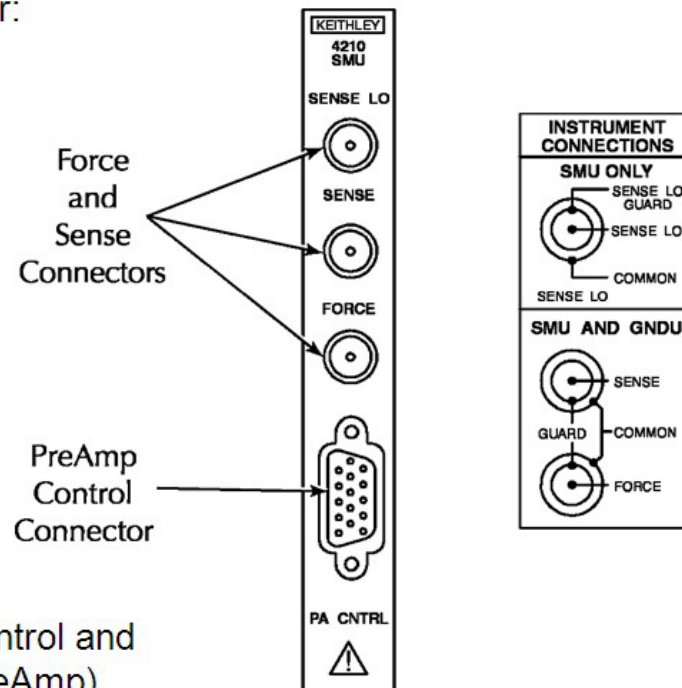 r:
KEITHLEY
4210
SMU
SENSE LO
SENSE
FORCE
PA CNTRL
Force
and
Sense
Connectors
PreAmp
Control
Connector
INSTRUMENT
CONNECTIONS
SMU ONLY
SENSE LO
GUARD
SENSE LO
COMMON
SENSE LO
SMU AND GNDU
SENSE
GUARD
COMMON
FORCE
ntrol and
eAmp)